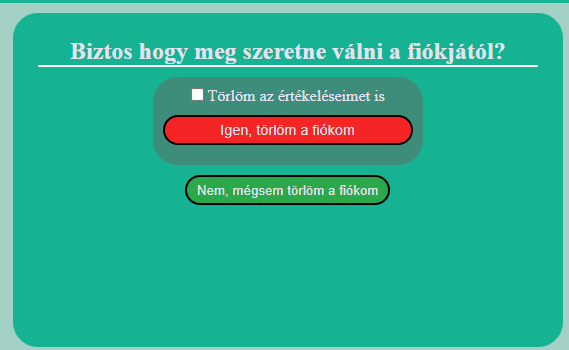 Biztos hogy meg szeretne válni a fiókjától?
Törlöm az értékeléseimet is
Igen, törlöm a fiókom
Nem, mégsem törlöm a fiókom